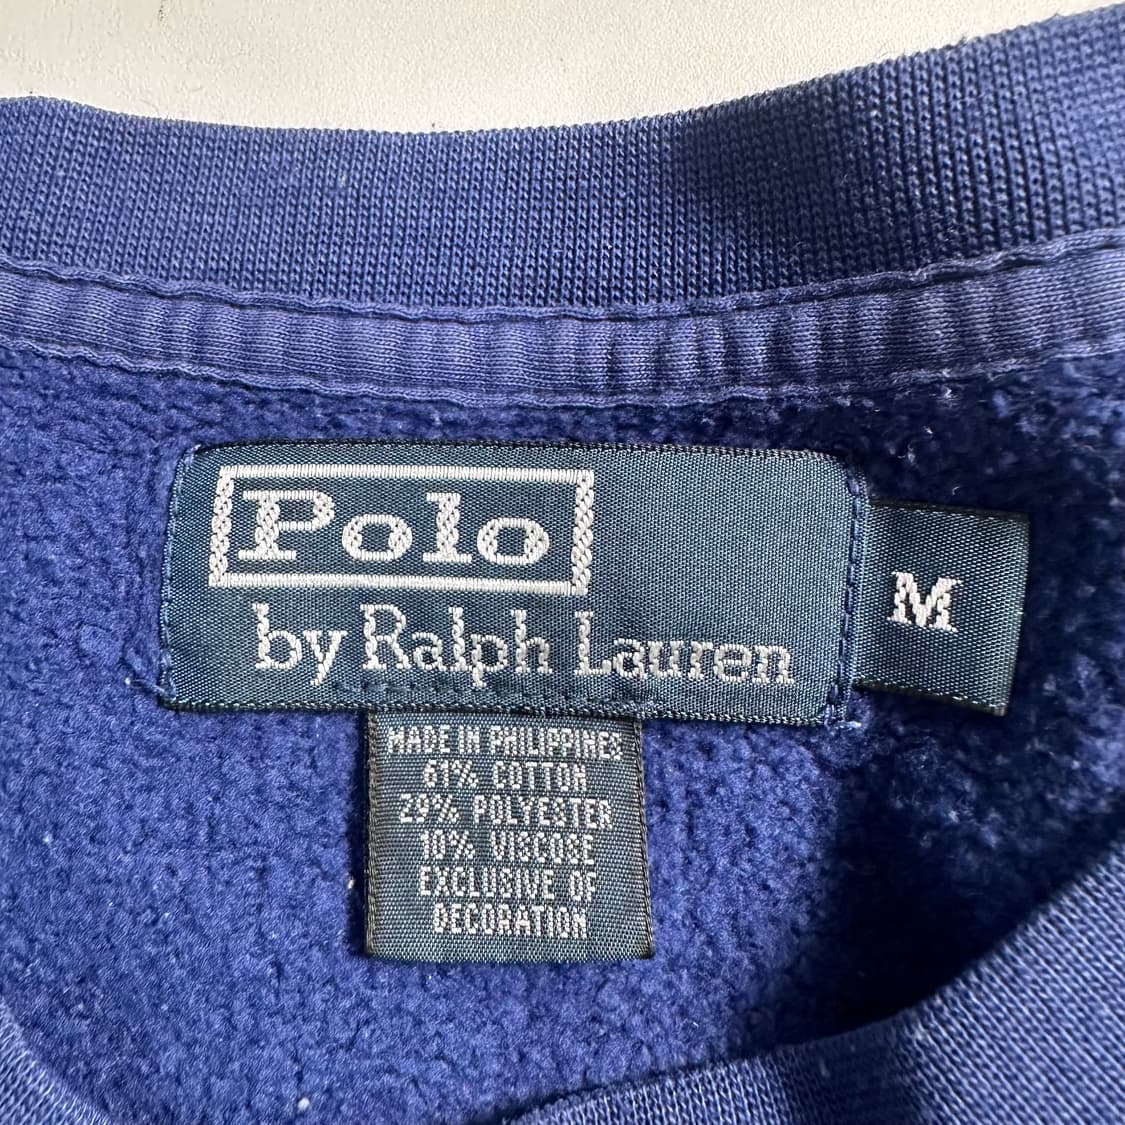 Polo
by Ralph Lauren
M
MADE IN PHILIPPINES
61% COTTON
29% POLYESTER
10% VISCOSE
EXCLUSIVE OF
DECORATION